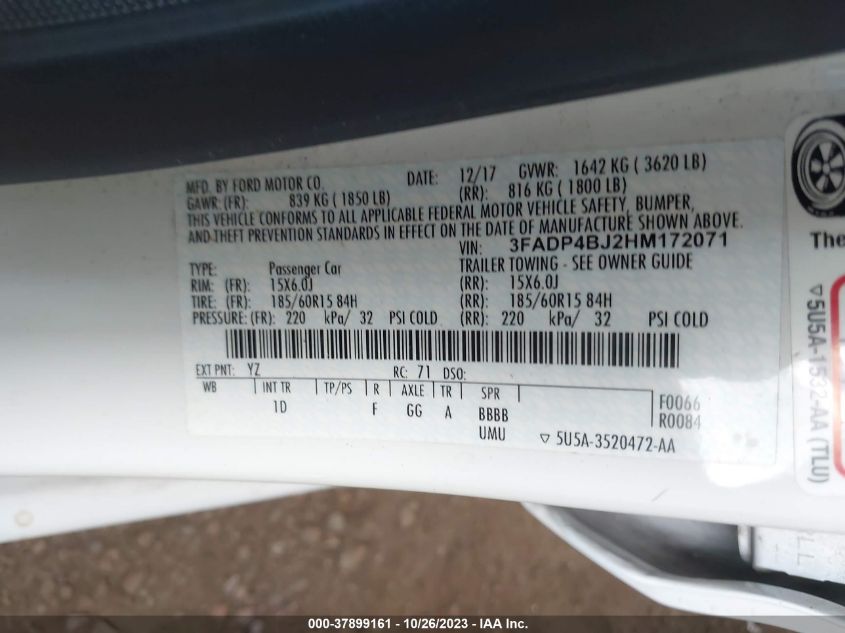 MFD. BY FORD MOTOR CO. DATE: 12/17 GVWR: 1642 KG ( 3620 LB)
GAWR: (FR): 839 KG ( 1850 LB) (RR): 816 KG ( 1800 LB)
THIS VEHICLE CONFORMS TO ALL APPLICABLE FEDERAL MOTOR VEHICLE SAFETY, BUMPER,
AND THEFT PREVENTION STANDARDS IN EFFECT ON THE DATE OF MANUFACTURE SHOWN ABOVE.
VIN: 3FADP4BJ2HM172071
TYPE: Passenger Car TRAILER TOWING - SEE OWNER GUIDE
RIM: (FR): 15X6.0J (RR): 15X6.0J
TIRE: (FR): 185/60R15 84H (RR): 185/60R15 84H
PRESSURE: (FR): 220 kPa/ 32 PSI COLD (RR): 220 kPa/ 32 PSI COLD
EXT PNT: YZ RC: 71 DSO:
WB INT TR TP/PS R AXLE TR SPR
1D F GG A BBBB
UMU
F0066
R0084
▽ 5U5A-3520472-AA
The
▽ 5U5A-1532-AA (TLU)
000-37899161 - 10/26/2023 - IAA Inc.